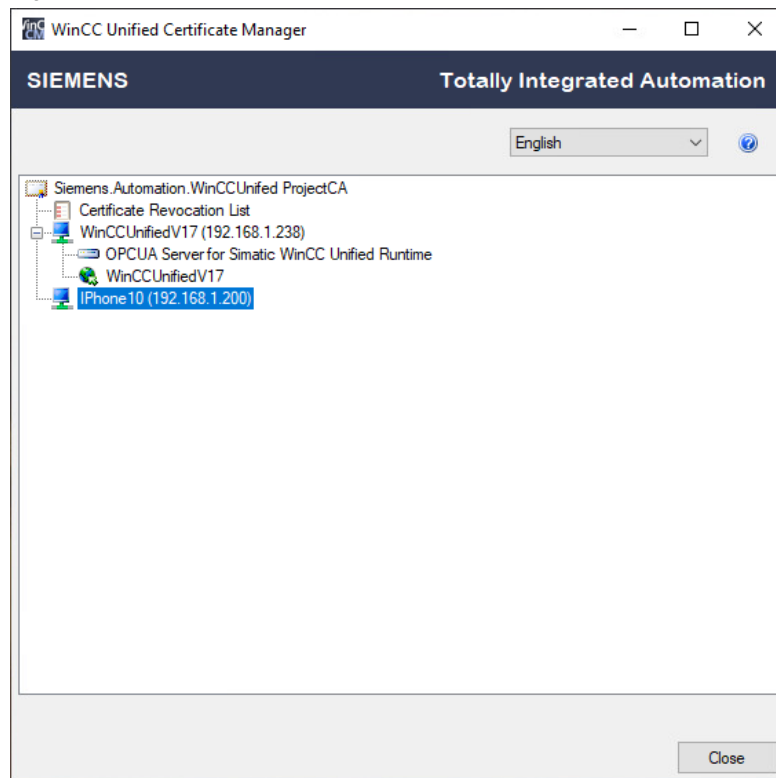 WinCC Unified Certificate Manager
SIEMENS Totally Integrated Automation
English
Siemens.Automation.WinCCUnifed ProjectCA
Certificate Revocation List
WinCCUnifiedV17 (192.168.1.238)
OPCUA Server for Simatic WinCC Unified Runtime
WinCCUnifiedV17
IPhone10 (192.168.1.200)
Close